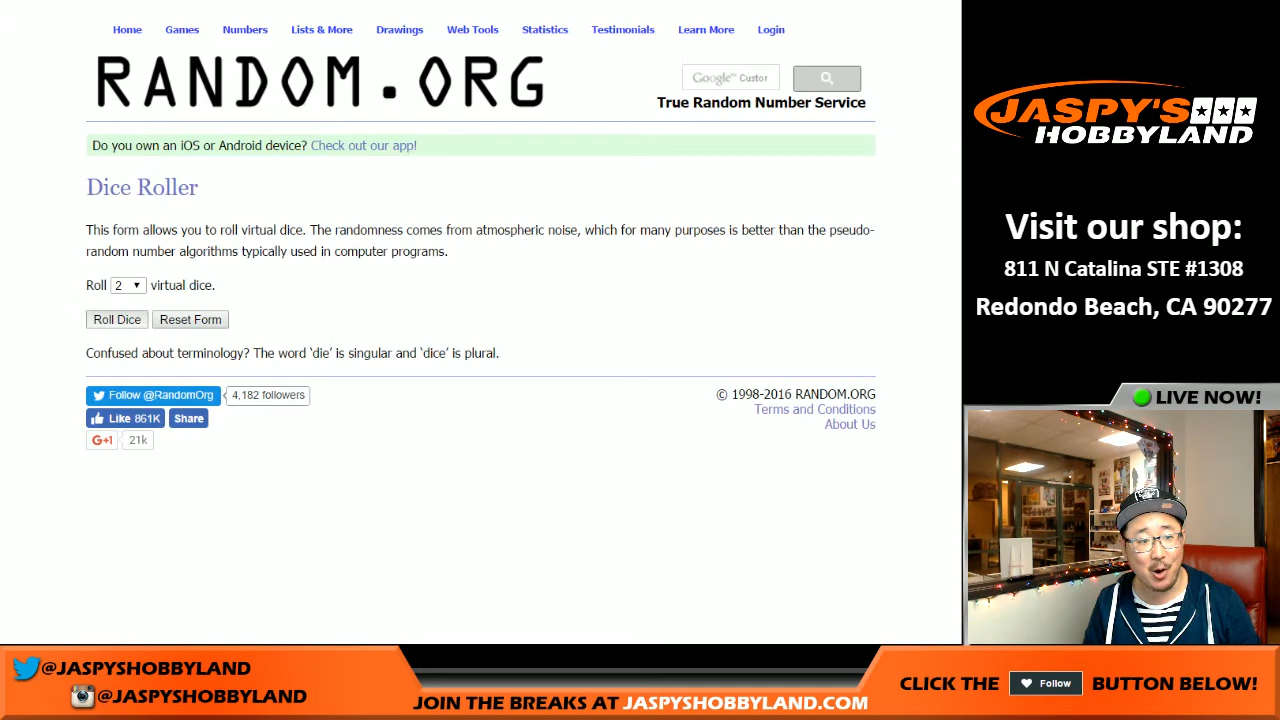 Home Games Numbers Lists & More Drawings Web Tools Statistics Testimonials Learn More Login
RANDOM.ORG
Google™ Custor
True Random Number Service
Do you own an iOS or Android device? Check out our app!
Dice Roller
This form allows you to roll virtual dice. The randomness comes from atmospheric noise, which for many purposes is better than the pseudo-
random number algorithms typically used in computer programs.
Roll 2 virtual dice.
Roll Dice Reset Form
Confused about terminology? The word ‘die’ is singular and ‘dice’ is plural.
Follow @RandomOrg 4,182 followers
Like 861K Share
G+1 21k
© 1998-2016 RANDOM.ORG
Terms and Conditions
About Us
JASPY'S
HOBBYLAND
Visit our shop:
811 N Catalina STE #1308
Redondo Beach, CA 90277
LIVE NOW!
@JASPYSHOBBYLAND
@JASPYSHOBBYLAND
JOIN THE BREAKS AT JASPYSHOBBYLAND.COM
CLICK THE Follow BUTTON BELOW!